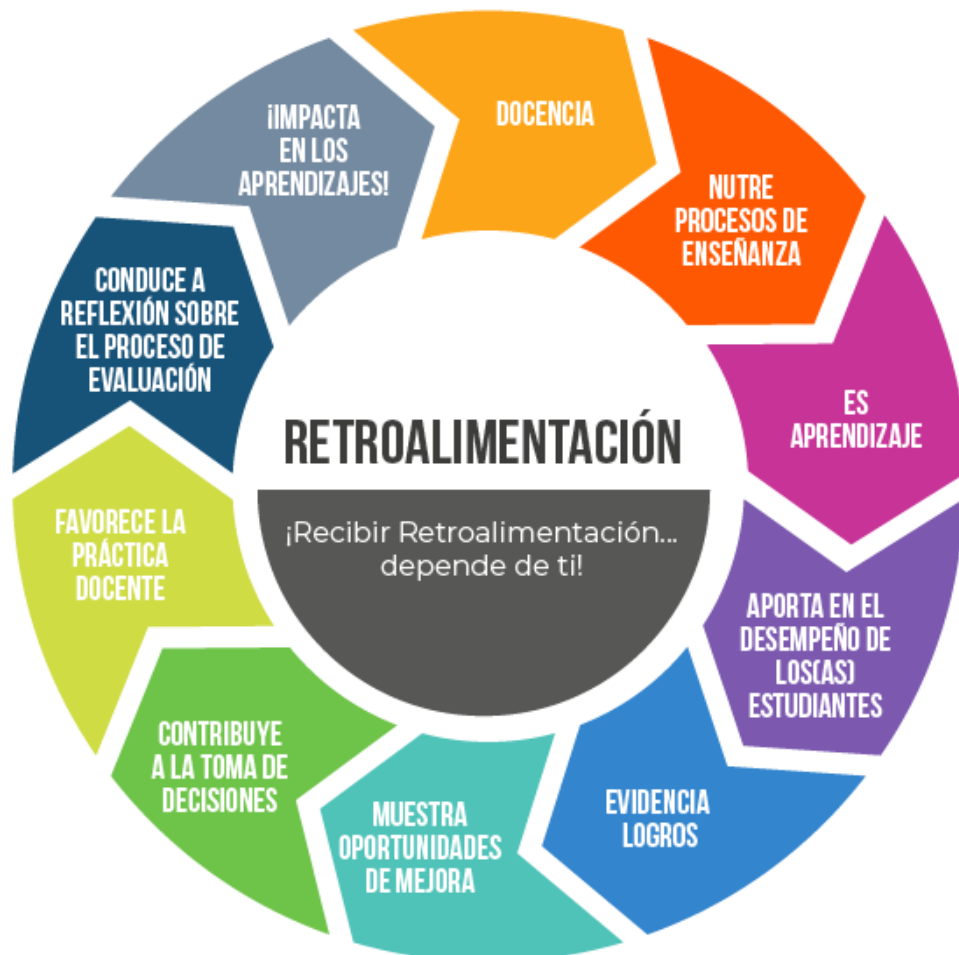 DOCENCIA
NUTRE
PROCESOS DE
ENSEÑANZA
ES
APRENDIZAJE
APORTA EN EL
DESEMPEÑO DE
LOS(AS)
ESTUDIANTES
EVIDENCIA
LOGROS
MUESTRA
OPORTUNIDADES
DE MEJORA
CONTRIBUYE
A LA TOMA DE
DECISIONES
FAVORECE LA
PRÁCTICA
DOCENTE
CONDUCE A
REFLEXIÓN SOBRE
EL PROCESO DE
EVALUACIÓN
¡IMPACTA
EN LOS
APRENDIZAJES!
RETROALIMENTACIÓN
¡Recibir Retroalimentación...
depende de ti!